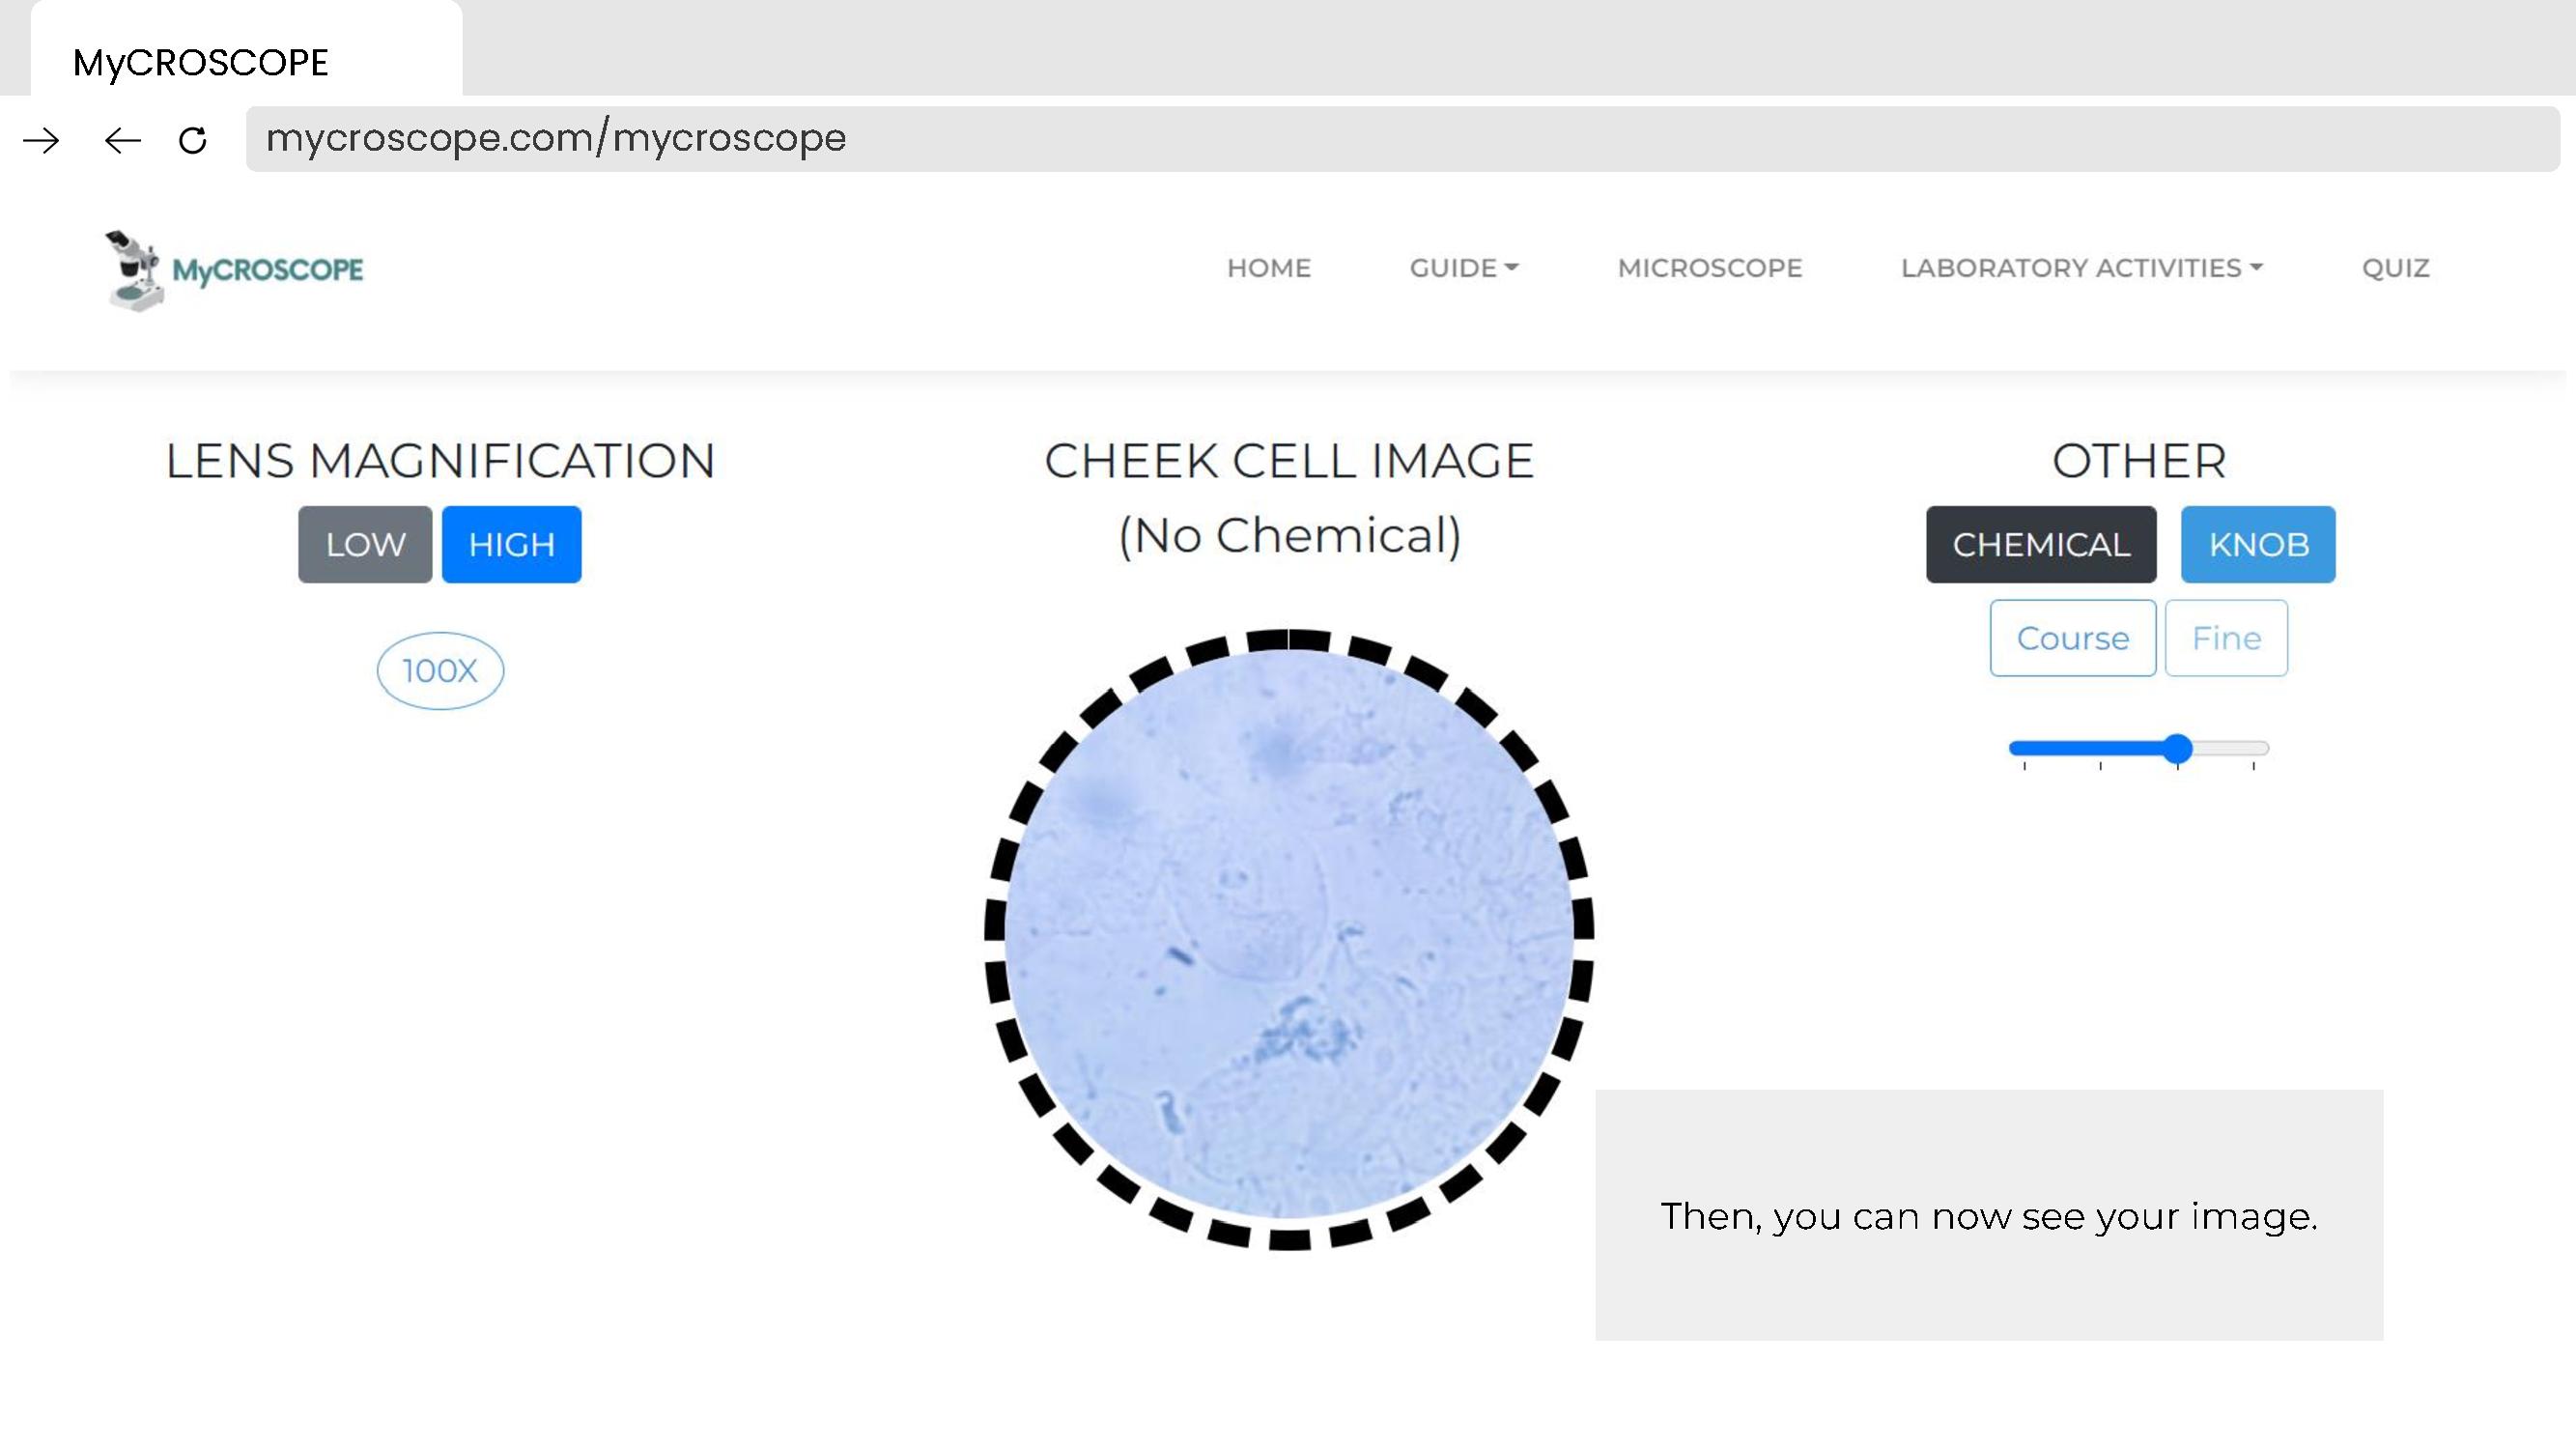 MyCROSCOPE
mycroscope.com/mycroscope
MyCROSCOPE
HOME GUIDE MICROSCOPE LABORATORY ACTIVITIES QUIZ
LENS MAGNIFICATION
LOW HIGH
100X
CHEEK CELL IMAGE
(No Chemical)
OTHER
CHEMICAL KNOB
Course Fine
Then, you can now see your image.